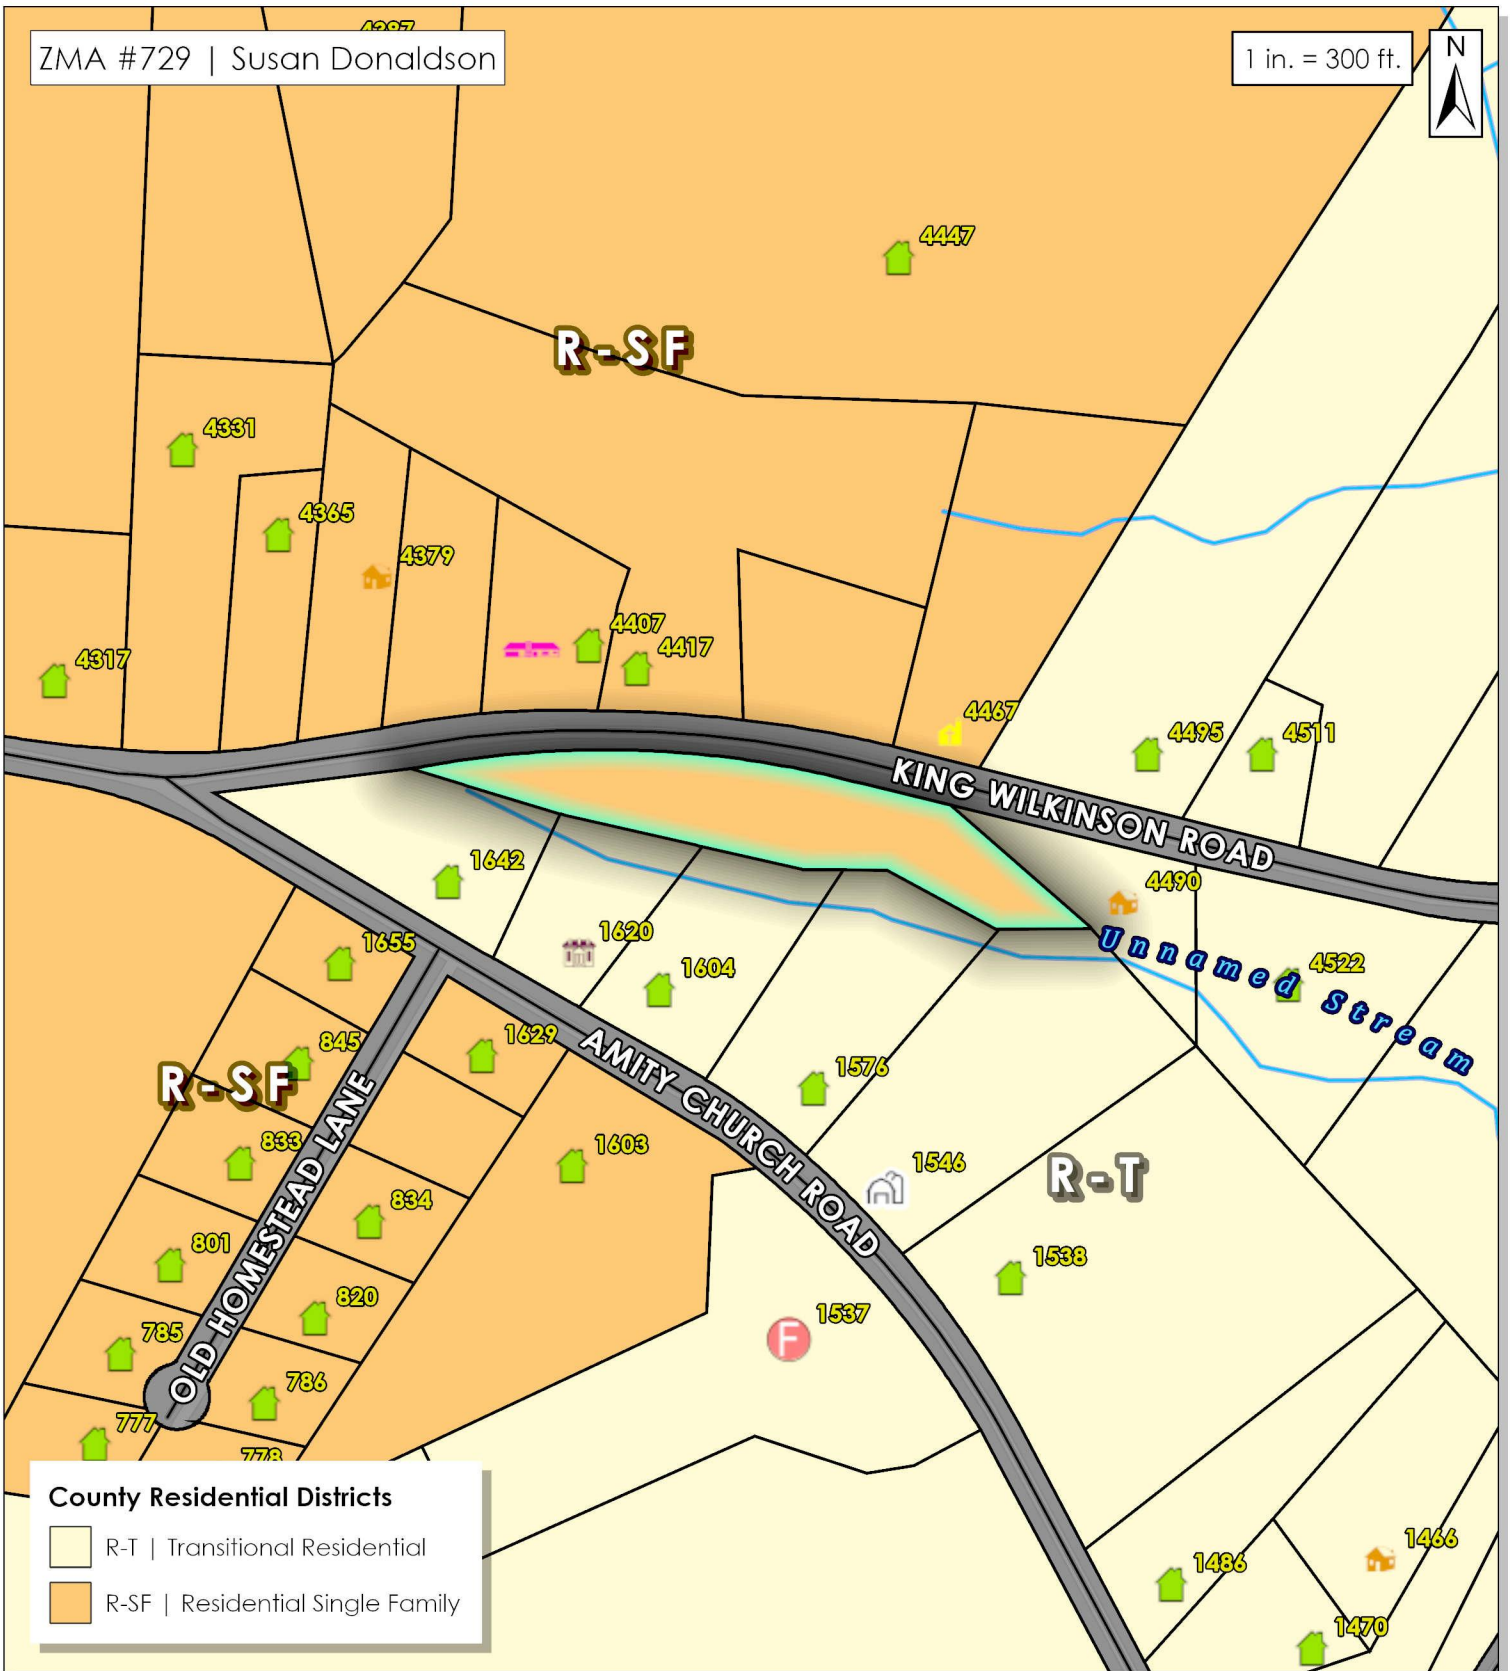 4287
ZMA #729 | Susan Donaldson
1 in. = 300 ft.
N
4447
R-SF
4331
4365
4379
4407
4417
4317
4467
4495
4511
KING WILKINSON ROAD
1642
4490
1620
1655
1604
Unnamed Stream
4522
1629
845
AMITY CHURCH ROAD
R-SF
1576
833
1603
1546
R-T
834
OLD HOMESTEAD LANE
801
1538
820
F
1537
785
786
777
778
County Residential Districts
R-T | Transitional Residential
R-SF | Residential Single Family
1466
1486
1470